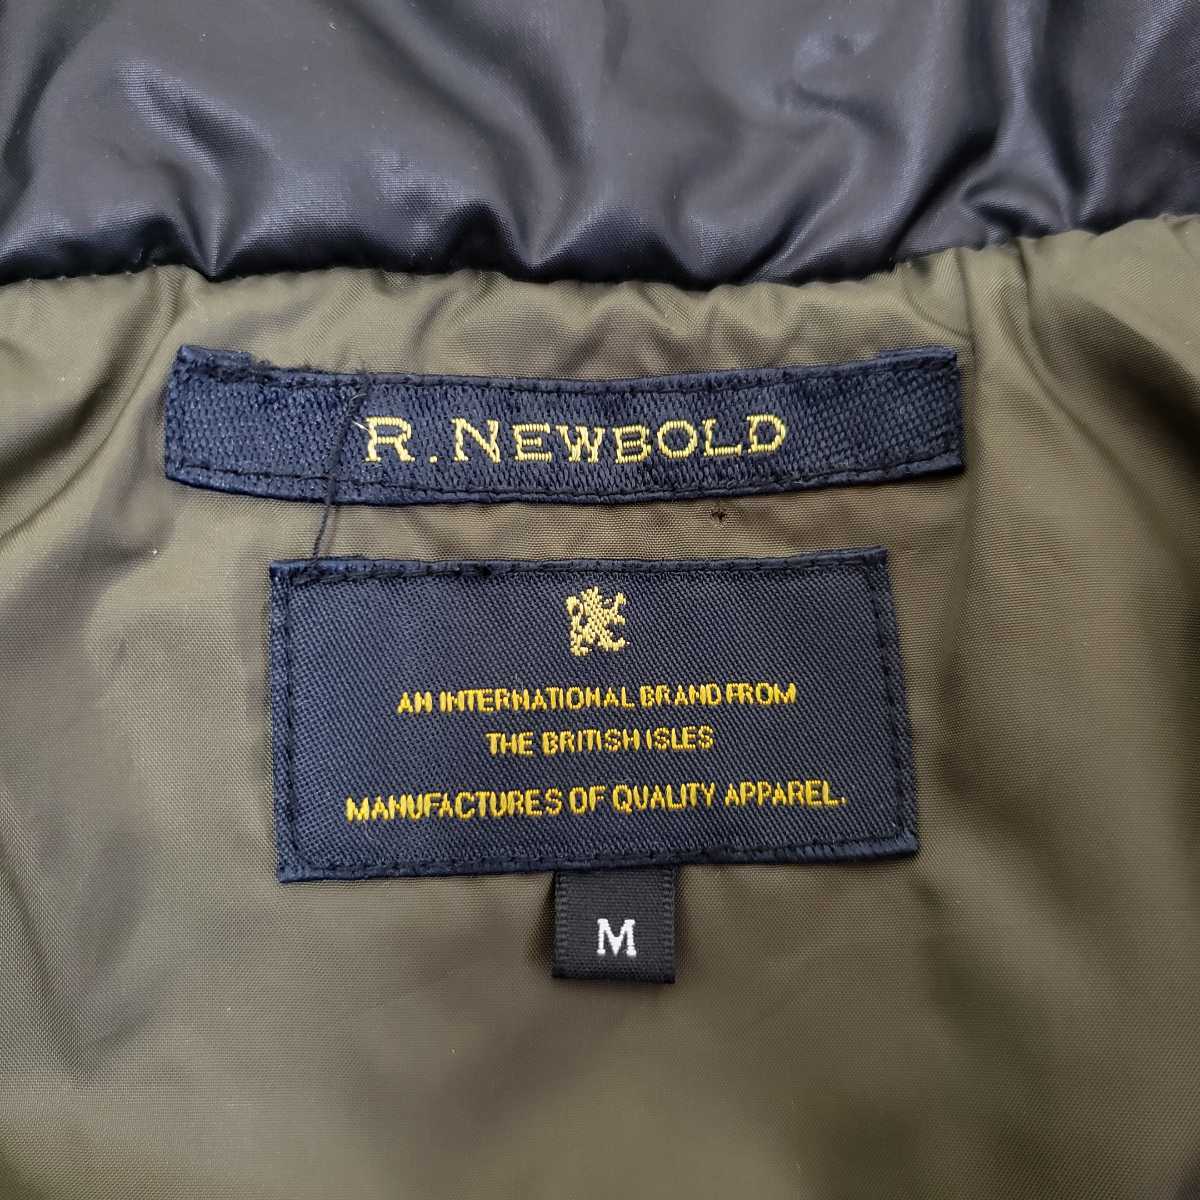 R. NEWBOLD
AN INTERNATIONAL BRAND FROM
THE BRITISH ISLES
MANUFACTURES OF QUALITY APPAREL.
M